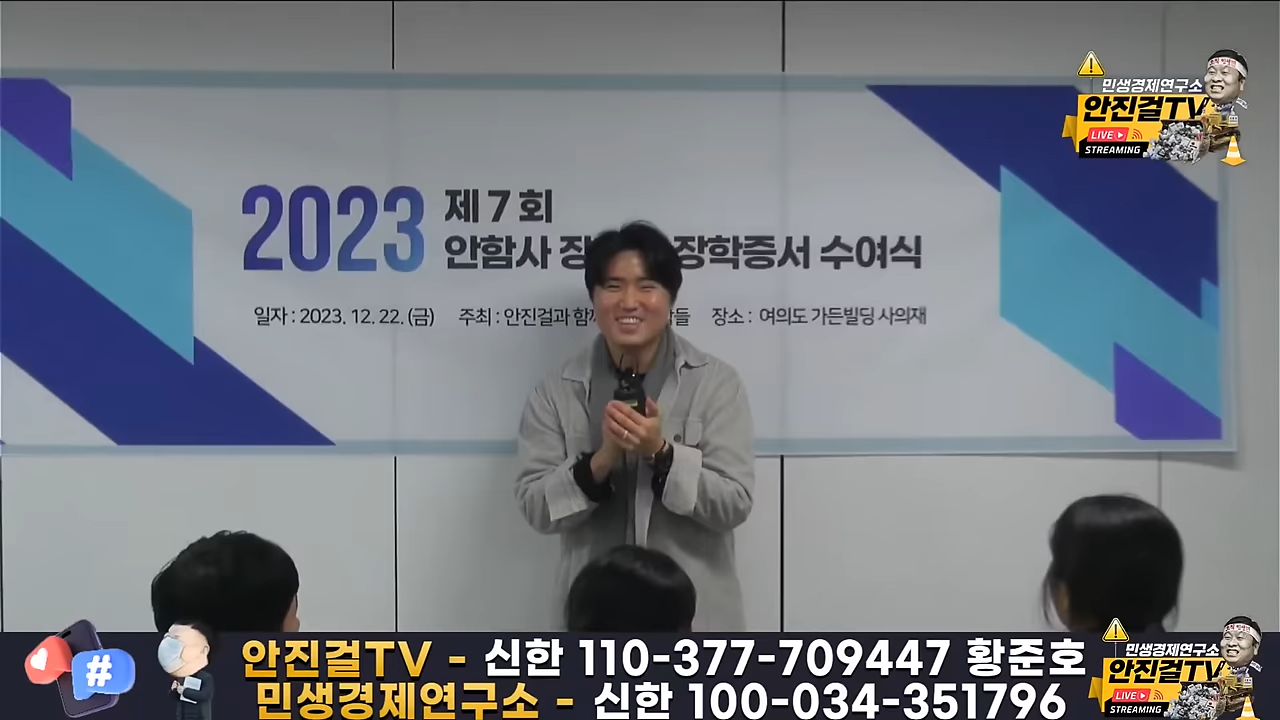 민생경제연구소
안진걸TV
LIVE
STREAMING
2023 제 7 회
안함사 장 장학증서 수여식
일자 : 2023. 12. 22. (금) 주최 : 안진걸과 함께 들 장소 : 여의도 가든빌딩 사의재
#
안진걸TV - 신한 110-377-709447 황준호
민생경제연구소 - 신한 100-034-351796
민생경제연구소
안진걸TV
LIVE
STREAMING